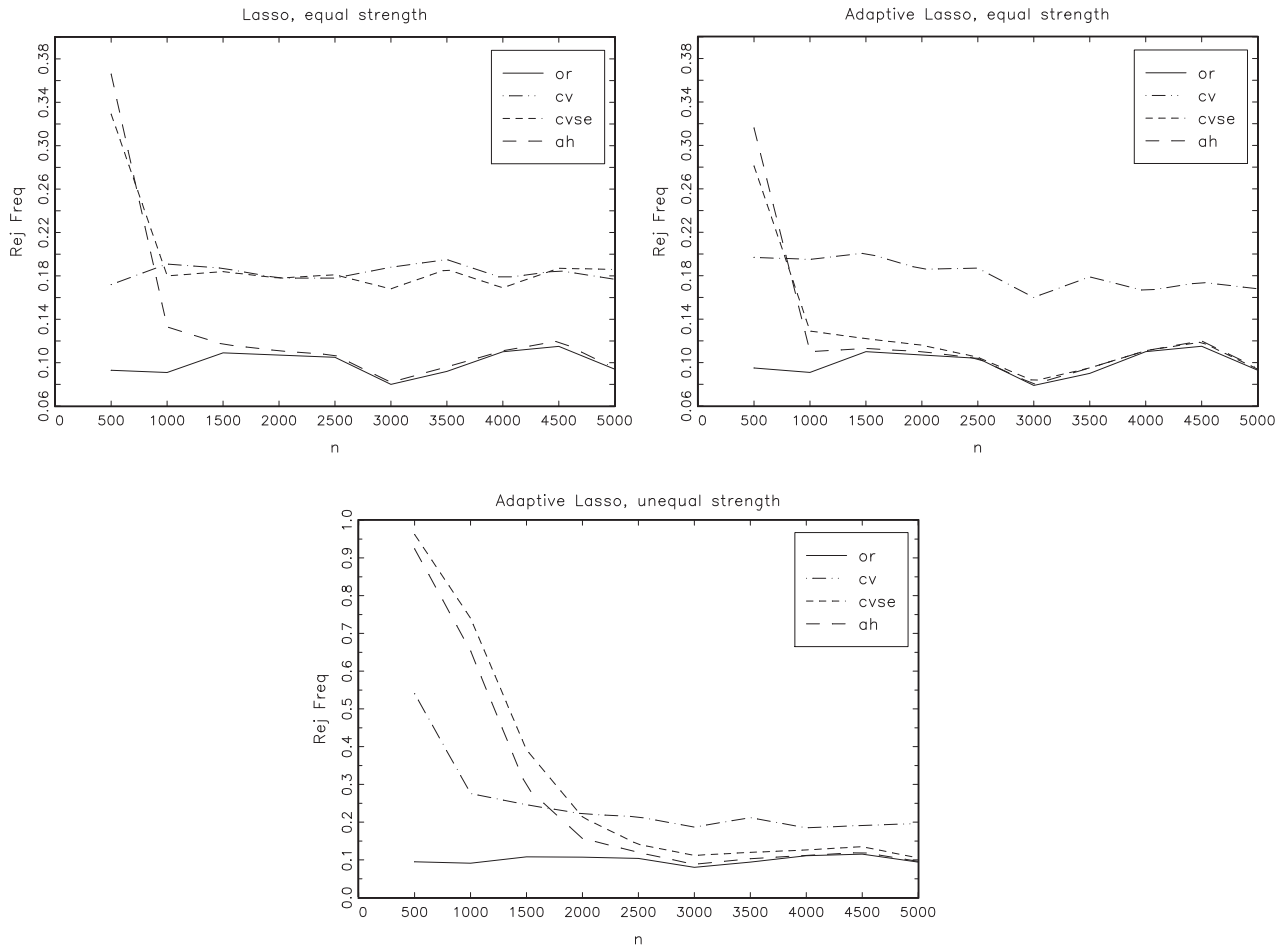 Lasso, equal strength
Rej Freq
0.38
0.34
0.30
0.26
0.22
0.18
0.14
0.10
0.06
or
cv
cvse
ah
0 500 1000 1500 2000 2500 3000 3500 4000 4500 5000
n
Adaptive Lasso, equal strength
Rej Freq
0.38
0.34
0.30
0.26
0.22
0.18
0.14
0.10
0.06
or
cv
cvse
ah
0 500 1000 1500 2000 2500 3000 3500 4000 4500 5000
n
Adaptive Lasso, unequal strength
Rej Freq
1.0
0.9
0.8
0.7
0.6
0.5
0.4
0.3
0.2
0.1
0.0
or
cv
cvse
ah
0 500 1000 1500 2000 2500 3000 3500 4000 4500 5000
n